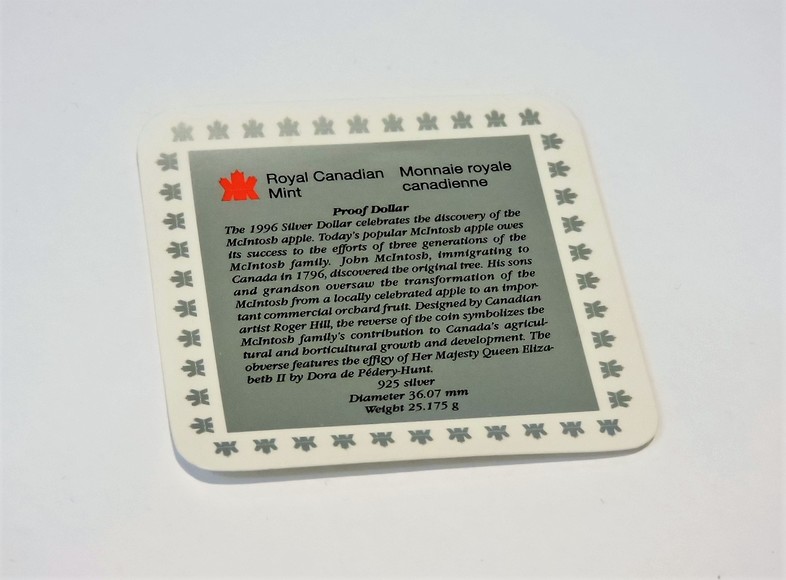 Royal Canadian Mint
Monnaie royale canadienne
Proof Dollar
The 1996 Silver Dollar celebrates the discovery of the
McIntosh apple. Today's popular McIntosh apple owes
its success to the efforts of three generations of the
McIntosh family. John McIntosh, immigrating to
Canada in 1796, discovered the original tree. His sons
and grandson oversaw the transformation of the
McIntosh from a locally celebrated apple to an impor-
tant commercial orchard fruit. Designed by Canadian
artist Roger Hill, the reverse of the coin symbolizes the
McIntosh family's contribution to Canada's agricul-
tural and horticultural growth and development. The
obverse features the effigy of Her Majesty Queen Eliza-
beth II by Dora de Pédery-Hunt.
925 silver
Diameter 36.07 mm
Weight 25.175 g